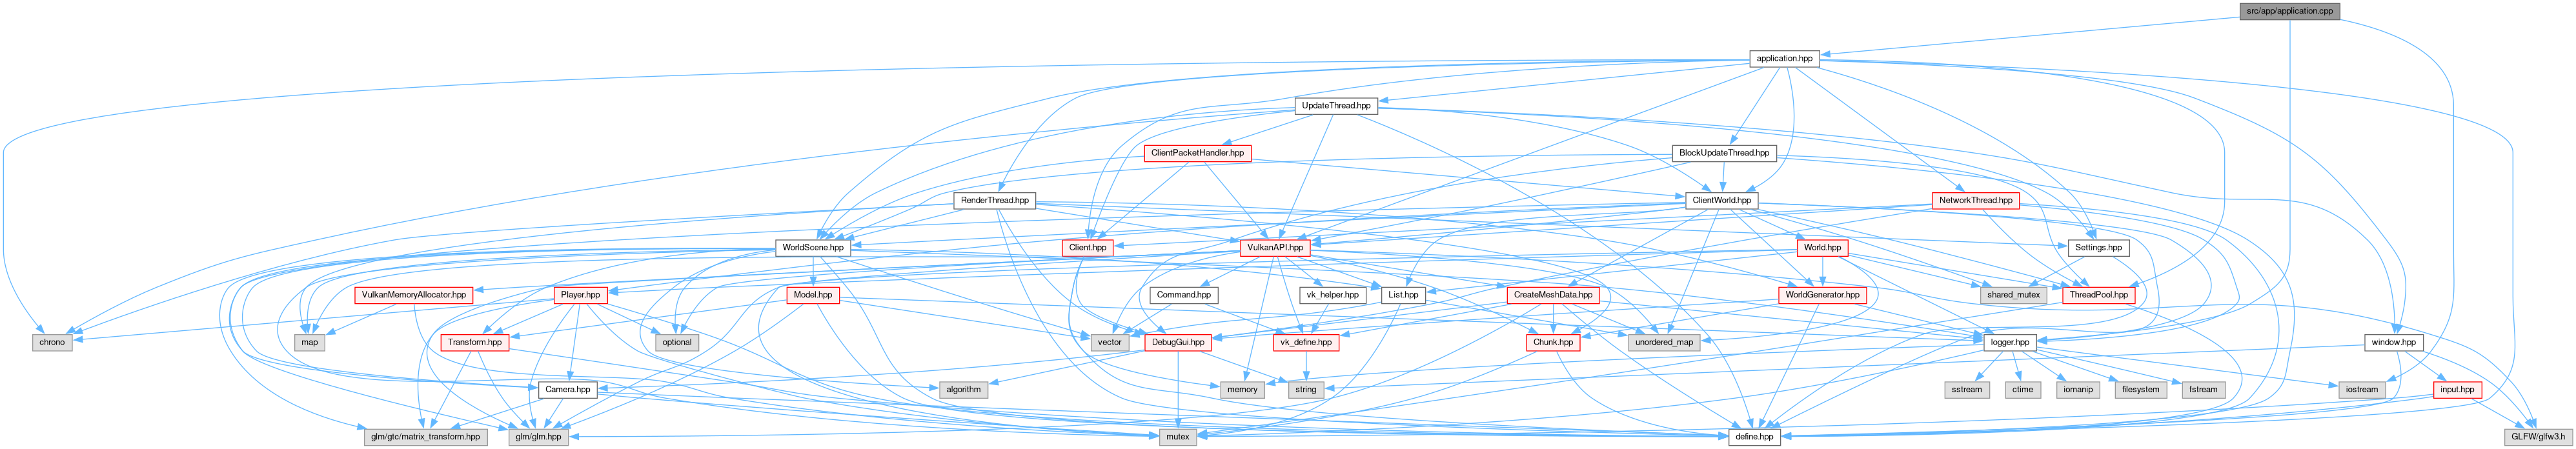 src/app/application.cpp
application.hpp
UpdateThread.hpp
ClientPacketHandler.hpp
BlockUpdateThread.hpp
RenderThread.hpp
ClientWorld.hpp
NetworkThread.hpp
WorldScene.hpp
Client.hpp
VulkanAPI.hpp
World.hpp
Settings.hpp
VulkanMemoryAllocator.hpp
Player.hpp
Model.hpp
Command.hpp
vk_helper.hpp
List.hpp
CreateMeshData.hpp
WorldGenerator.hpp
shared_mutex
ThreadPool.hpp
chrono
map
Transform.hpp
optional
vector
DebugGui.hpp
vk_define.hpp
Chunk.hpp
unordered_map
logger.hpp
window.hpp
Camera.hpp
algorithm
memory
string
sstream
ctime
iomanip
filesystem
fstream
iostream
input.hpp
glm/gtc/matrix_transform.hpp
glm/glm.hpp
mutex
define.hpp
GLFW/glfw3.h